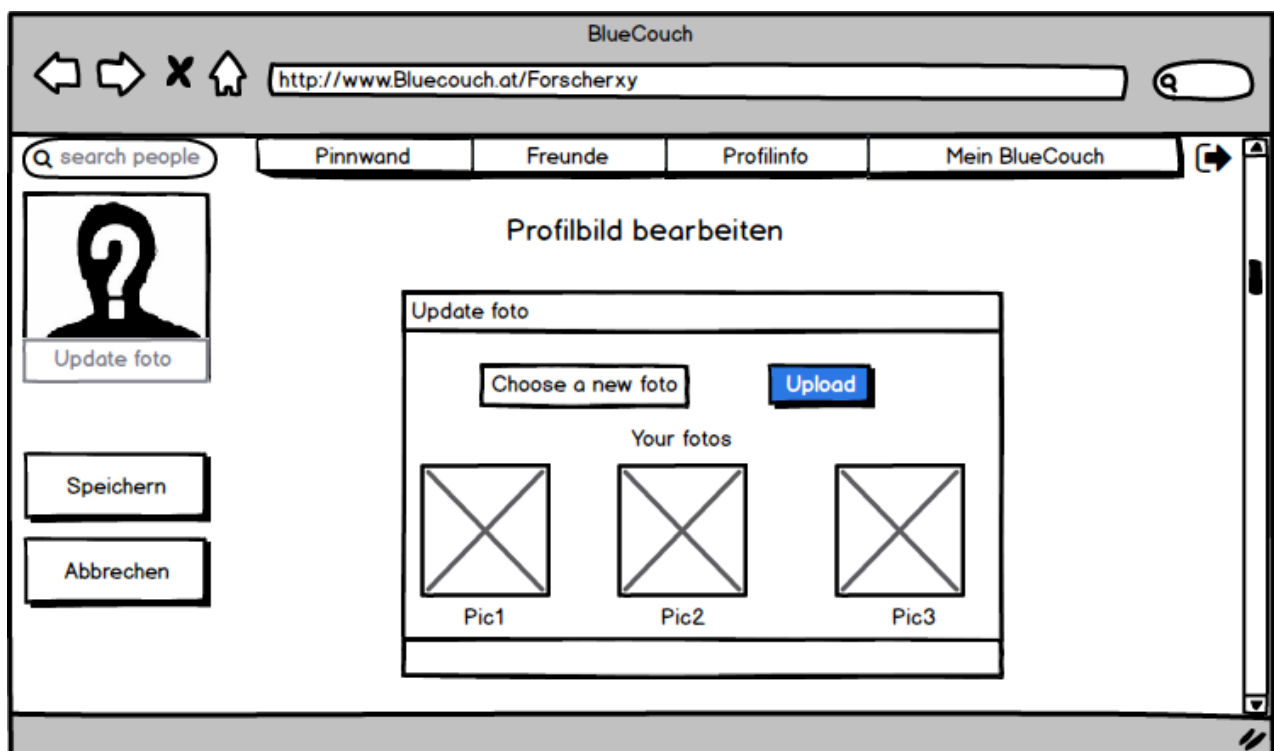 BlueCouch
http://www.Bluecouch.at/Forscherxy
search people
Pinnwand Freunde Profilinfo Mein BlueCouch
Profilbild bearbeiten
Update foto
Update foto
Choose a new foto Upload
Your fotos
Speichern
Abbrechen
Pic1 Pic2 Pic3